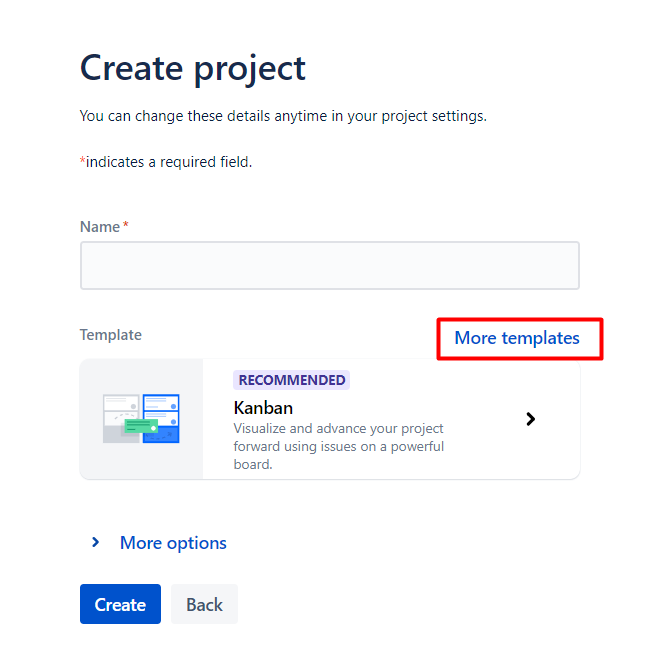 Create project
You can change these details anytime in your project settings.
*indicates a required field.
Name*
Template
More templates
RECOMMENDED
Kanban
Visualize and advance your project
forward using issues on a powerful
board.
More options
Create
Back